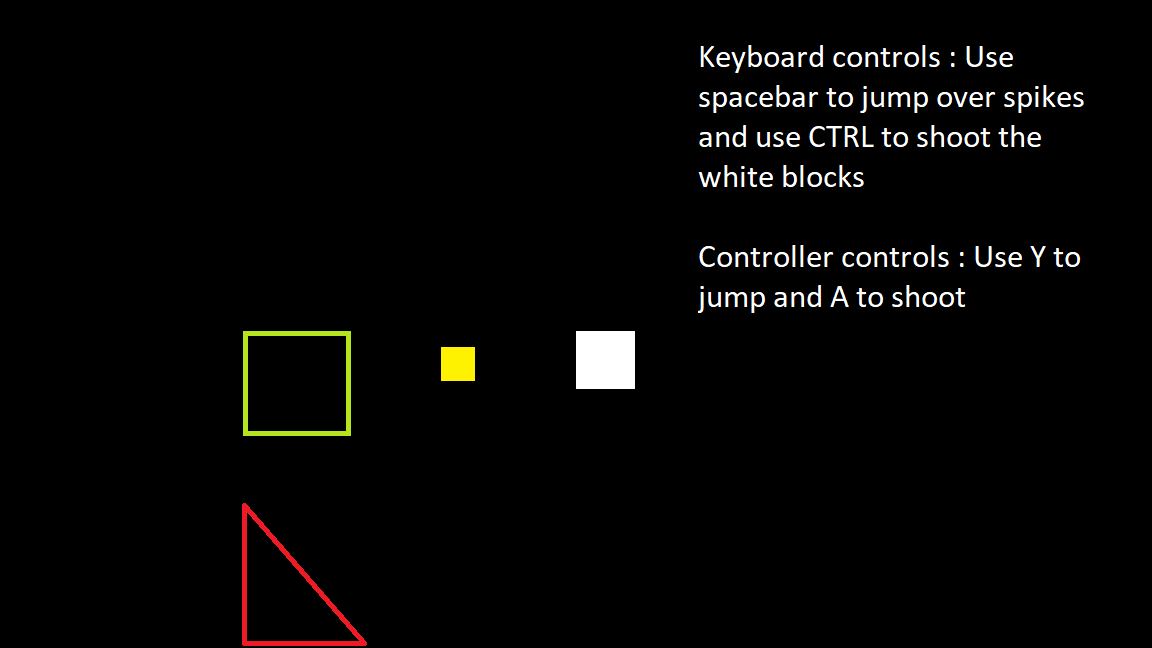 Keyboard controls : Use
spacebar to jump over spikes
and use CTRL to shoot the
white blocks
Controller controls : Use Y to
jump and A to shoot